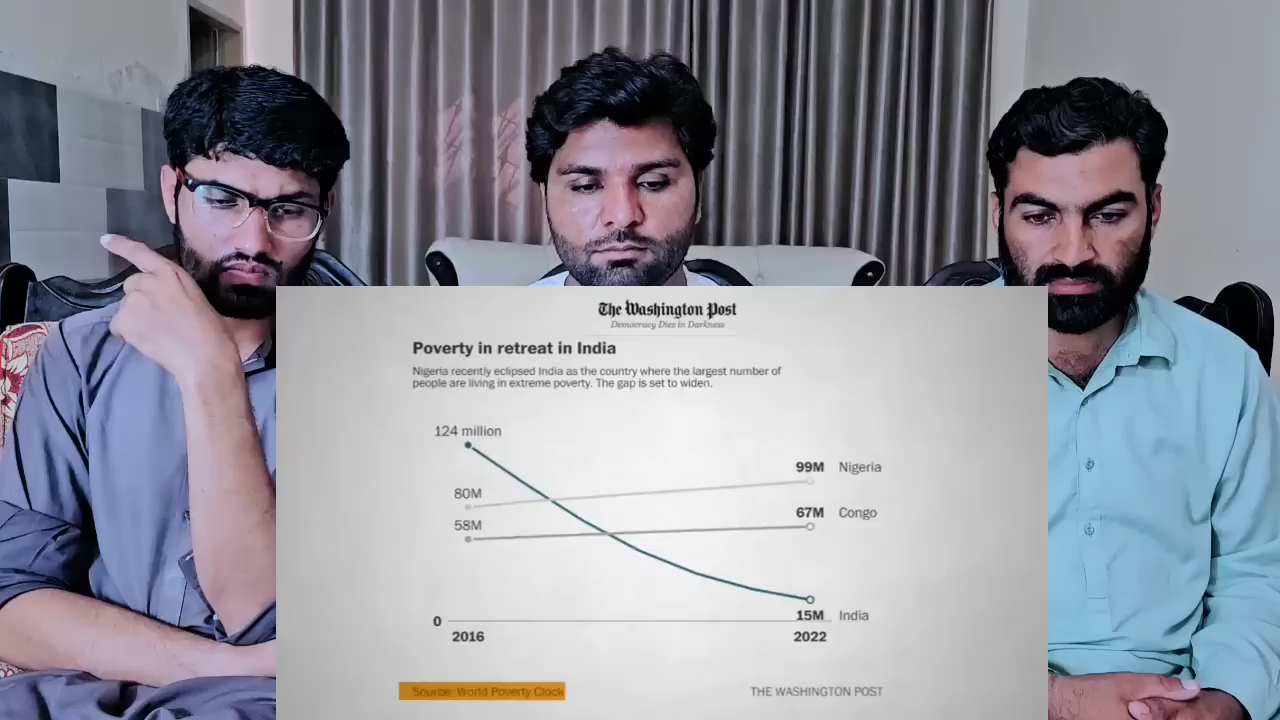 The Washington Post
Democracy Dies in Darkness
Poverty in retreat in India
Nigeria recently eclipsed India as the country where the largest number of
people are living in extreme poverty. The gap is set to widen.
124 million
99M Nigeria
80M
67M Congo
58M
15M India
0
2016 2022
Source: World Poverty Clock THE WASHINGTON POST